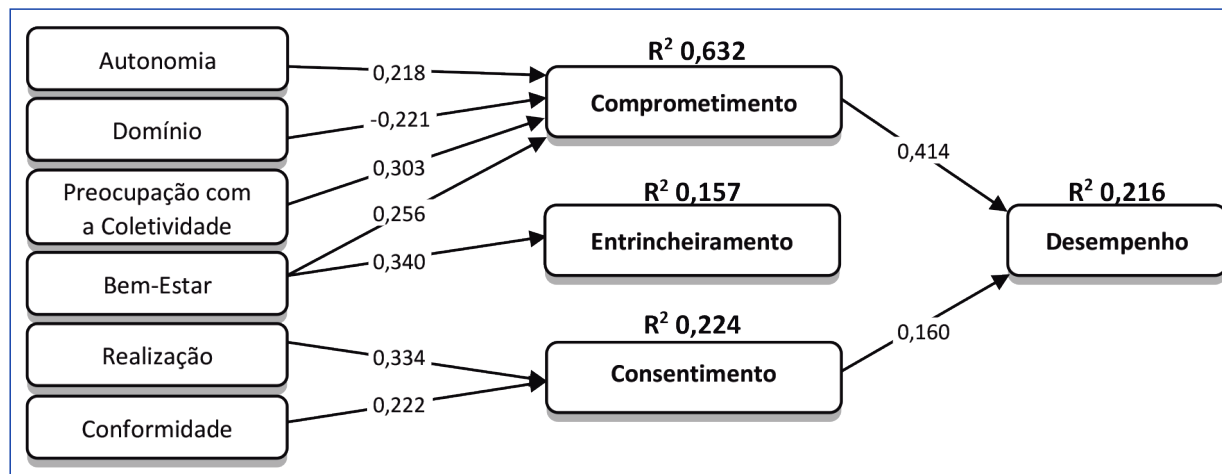 Autonomia
Domínio
Preocupação com
a Coletividade
Bem-Estar
Realização
Conformidade
0,218
-0,221
0,303
0,256
0,340
0,334
0,222
R² 0,632
Comprometimento
R² 0,157
Entrincheiramento
R² 0,224
Consentimento
0,414
0,160
R² 0,216
Desempenho